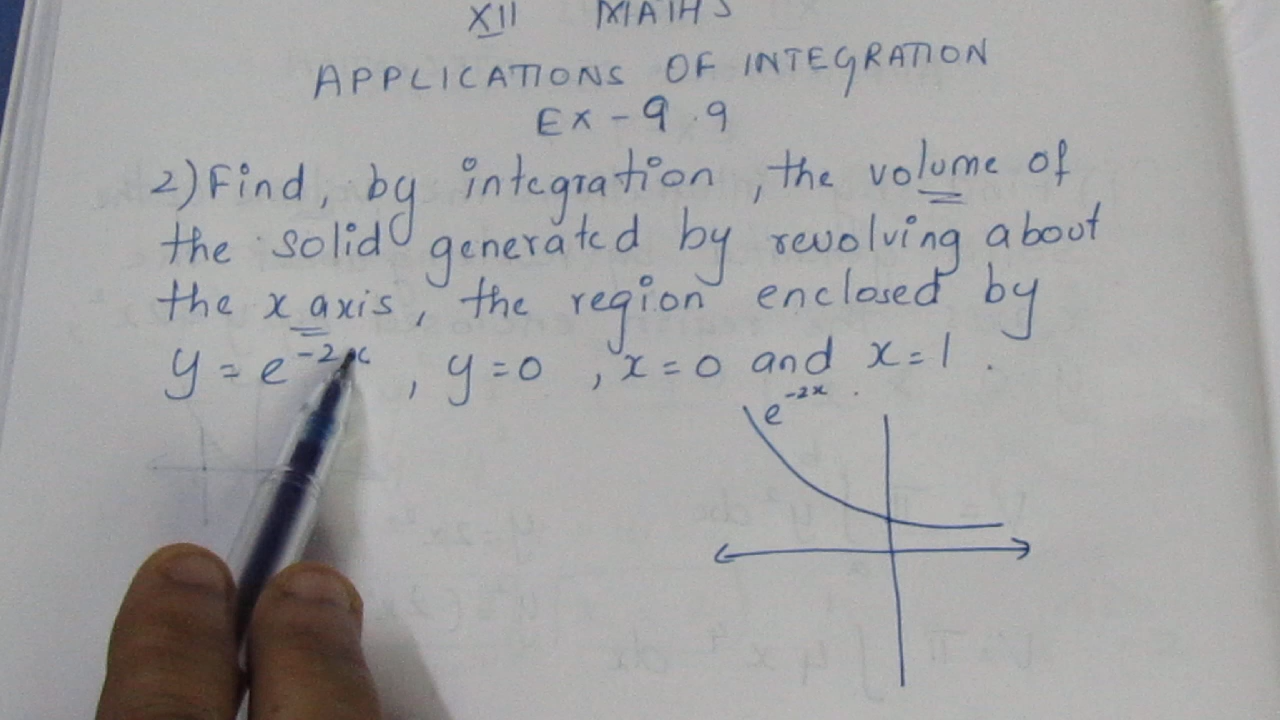 XII MATHS
APPLICATIONS OF INTEGRATION
Ex - 9.9
2) Find, by integration, the volume of
the solid generated by revolving about
the x axis, the region enclosed by
y = e⁻²ˣ, y = 0, x = 0 and x = 1.
e⁻²ˣ